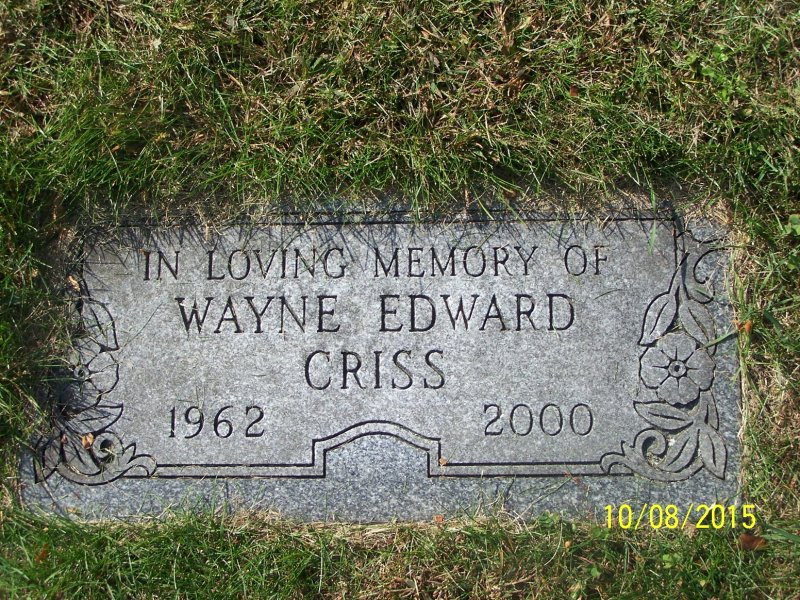 IN LOVING MEMORY OF
WAYNE EDWARD
CRISS
1962 2000
10/08/2015